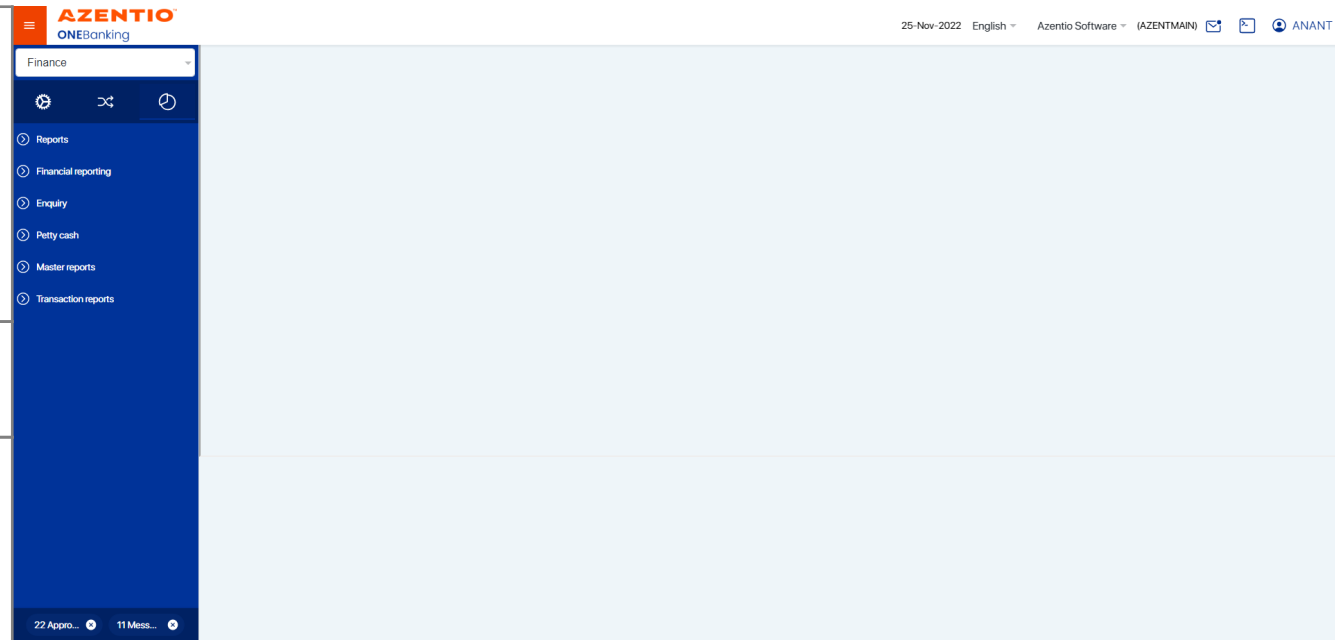 AZENTIO
ONEBanking
25-Nov-2022 English Azentio Software (AZENTMAIN) ANANT
Finance
Reports
Financial reporting
Enquiry
Petty cash
Master reports
Transaction reports
22 Appro... 11 Mess...